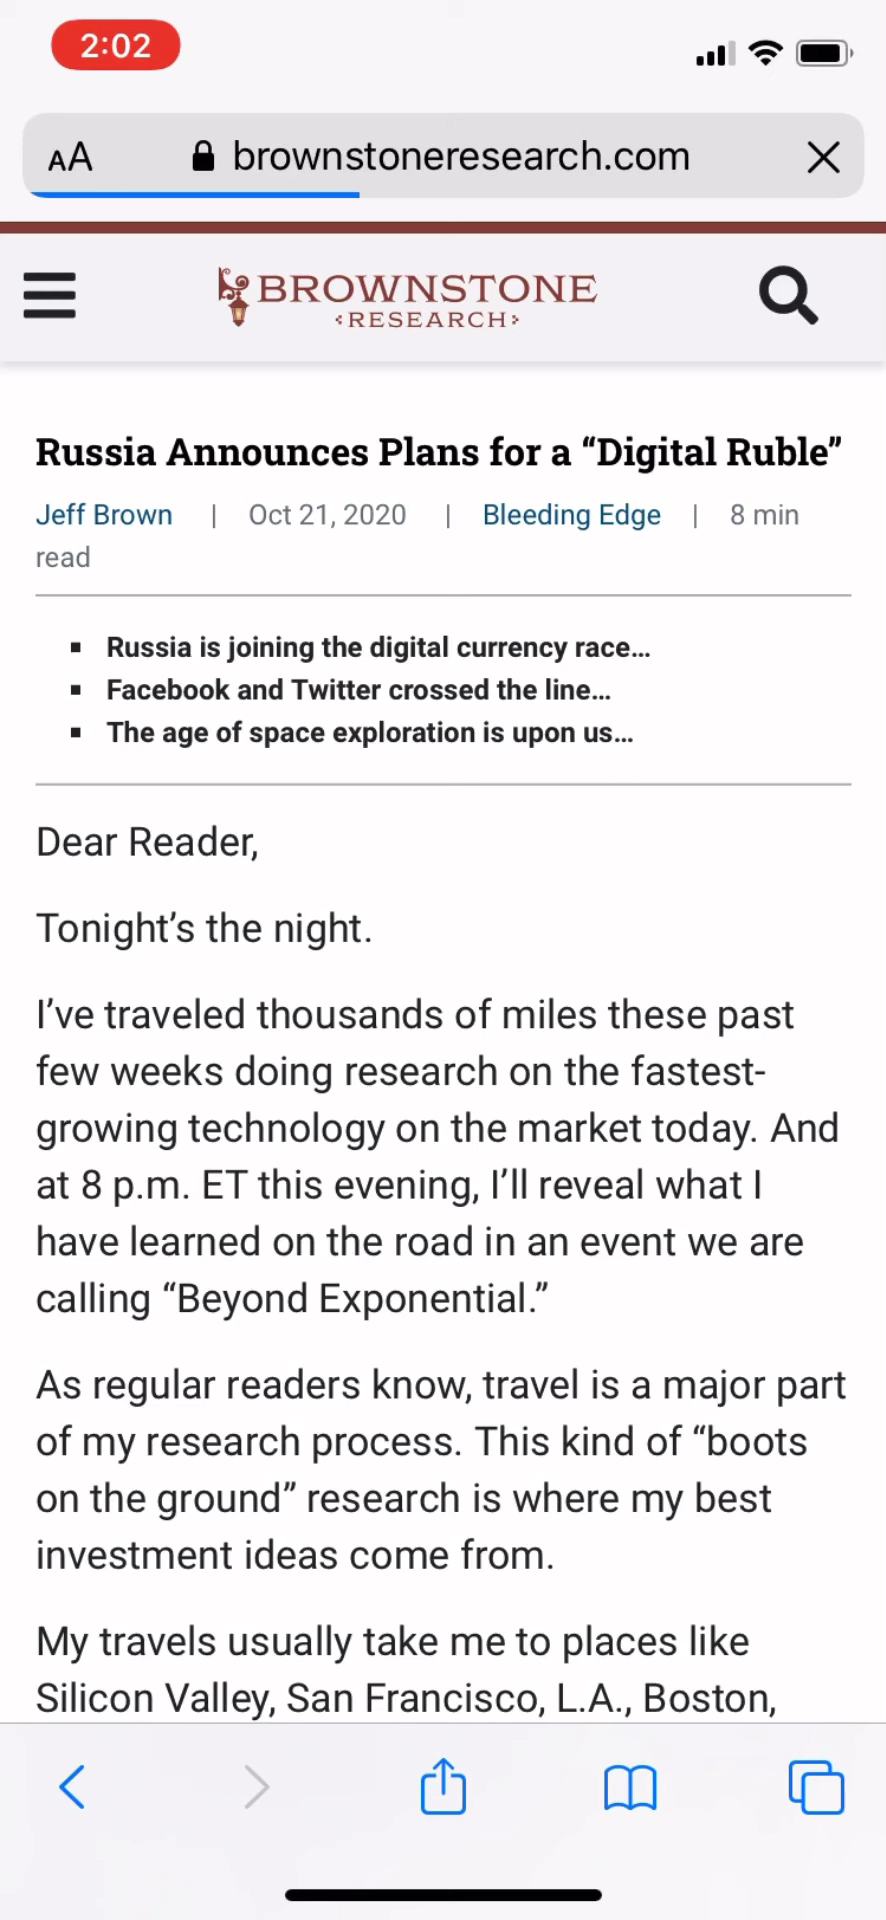 2:02
AA brownstoneresearch.com
BROWNSTONE
RESEARCH
Russia Announces Plans for a “Digital Ruble”
Jeff Brown | Oct 21, 2020 | Bleeding Edge | 8 min
read
▪ Russia is joining the digital currency race...
▪ Facebook and Twitter crossed the line...
▪ The age of space exploration is upon us...
Dear Reader,
Tonight’s the night.
I’ve traveled thousands of miles these past
few weeks doing research on the fastest-
growing technology on the market today. And
at 8 p.m. ET this evening, I’ll reveal what I
have learned on the road in an event we are
calling “Beyond Exponential.”
As regular readers know, travel is a major part
of my research process. This kind of “boots
on the ground” research is where my best
investment ideas come from.
My travels usually take me to places like
Silicon Valley, San Francisco, L.A., Boston,